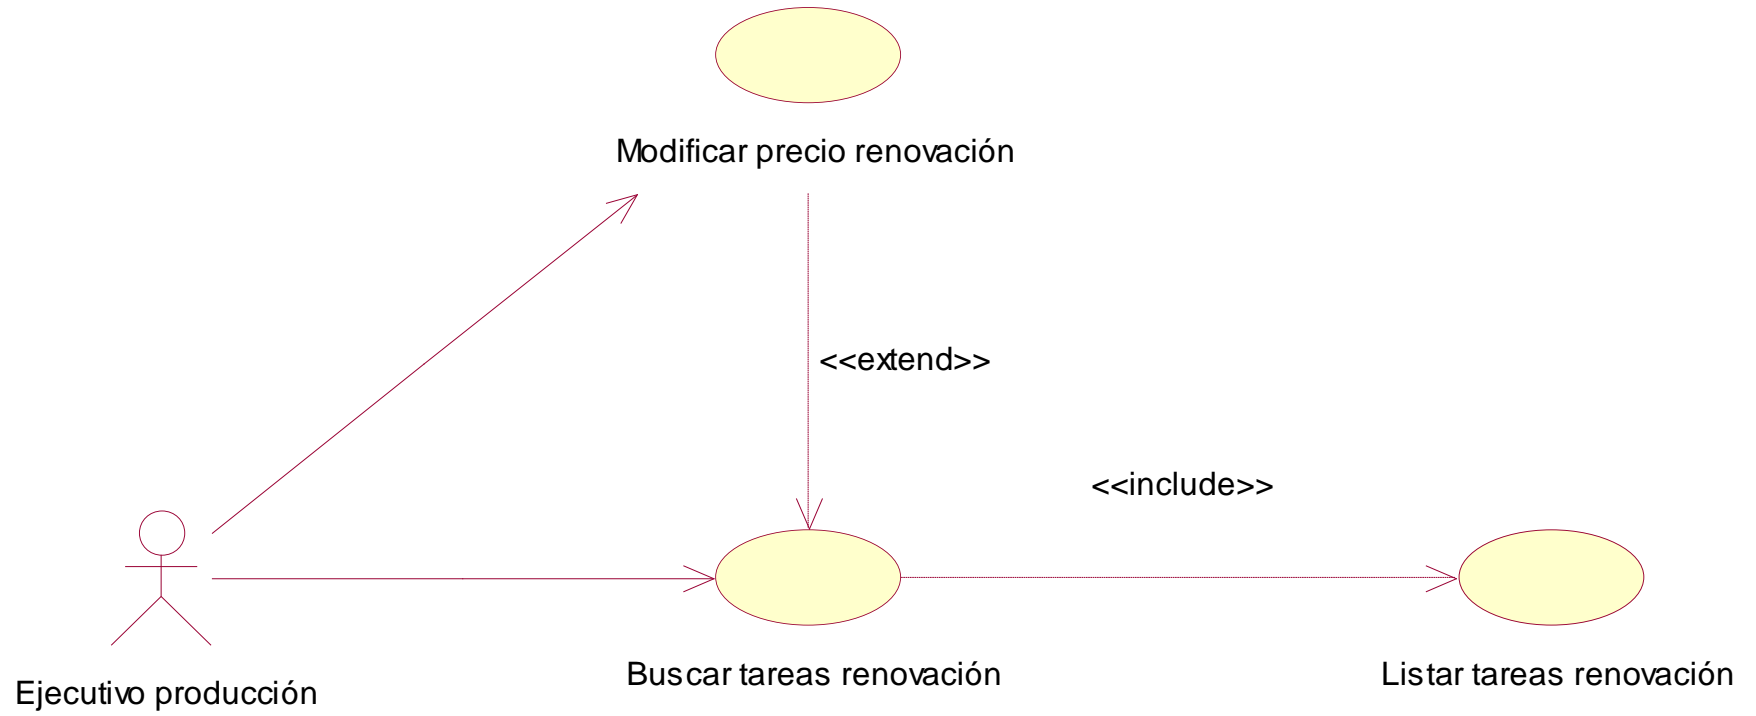 Modificar precio renovación
<<extend>>
<<include>>
Buscar tareas renovación
Listar tareas renovación
Ejecutivo producción